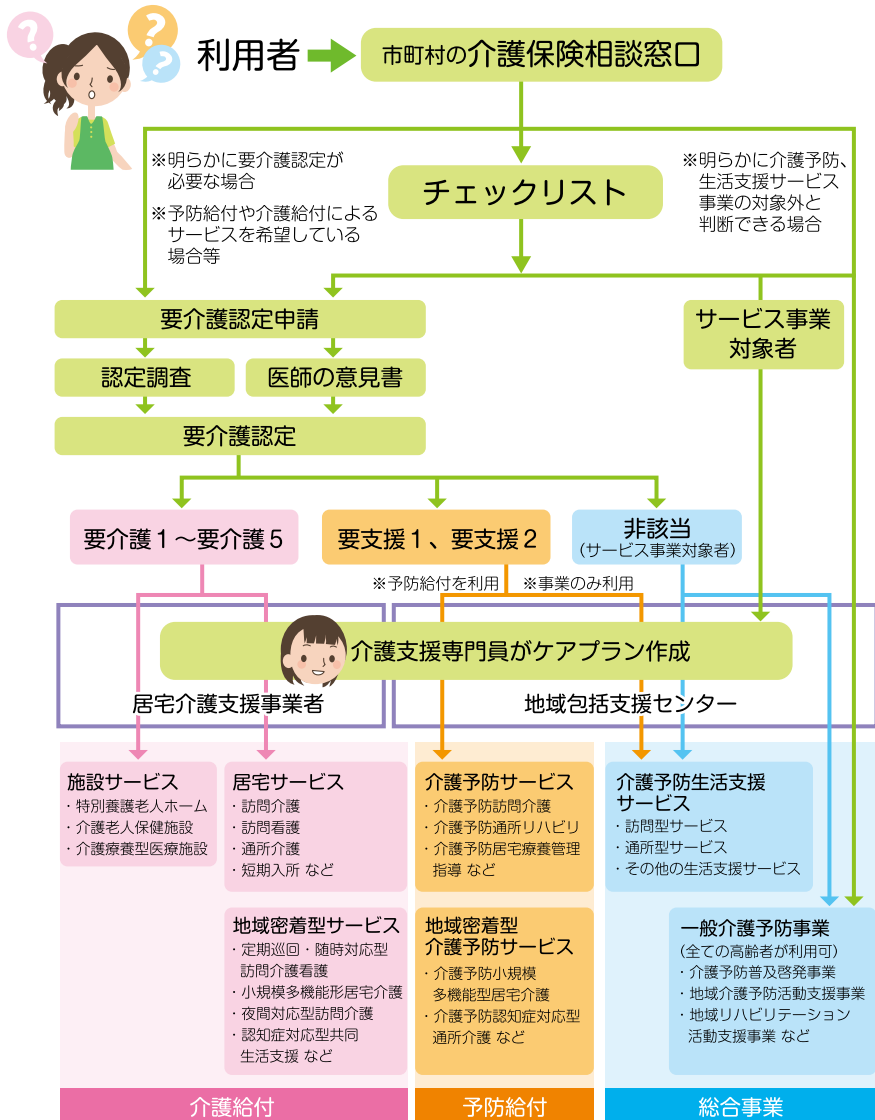 ?
?
?
利用者
市町村の介護保険相談窓口
※明らかに要介護認定が
必要な場合
※予防給付や介護給付による
サービスを希望している
場合等
チェックリスト
※明らかに介護予防、
生活支援サービス
事業の対象外と
判断できる場合
要介護認定申請
サービス事業
対象者
認定調査
医師の意見書
要介護認定
要介護1～要介護5
要支援1、要支援2
非該当
(サービス事業対象者)
※予防給付を利用
※事業のみ利用
介護支援専門員がケアプラン作成
居宅介護支援事業者
地域包括支援センター
施設サービス
・特別養護老人ホーム
・介護老人保健施設
・介護療養型医療施設
居宅サービス
・訪問介護
・訪問看護
・通所介護
・短期入所 など
地域密着型サービス
・定期巡回・随時対応型
訪問介護看護
・小規模多機能形居宅介護
・夜間対応型訪問介護
・認知症対応型共同
生活支援 など
介護予防サービス
・介護予防訪問介護
・介護予防通所リハビリ
・介護予防居宅療養管理
指導 など
地域密着型
介護予防サービス
・介護予防小規模
多機能型居宅介護
・介護予防認知症対応型
通所介護 など
介護予防生活支援
サービス
・訪問型サービス
・通所型サービス
・その他の生活支援サービス
一般介護予防事業
(全ての高齢者が利用可)
・介護予防普及啓発事業
・地域介護予防活動支援事業
・地域リハビリテーション
活動支援事業 など
介護給付
予防給付
総合事業